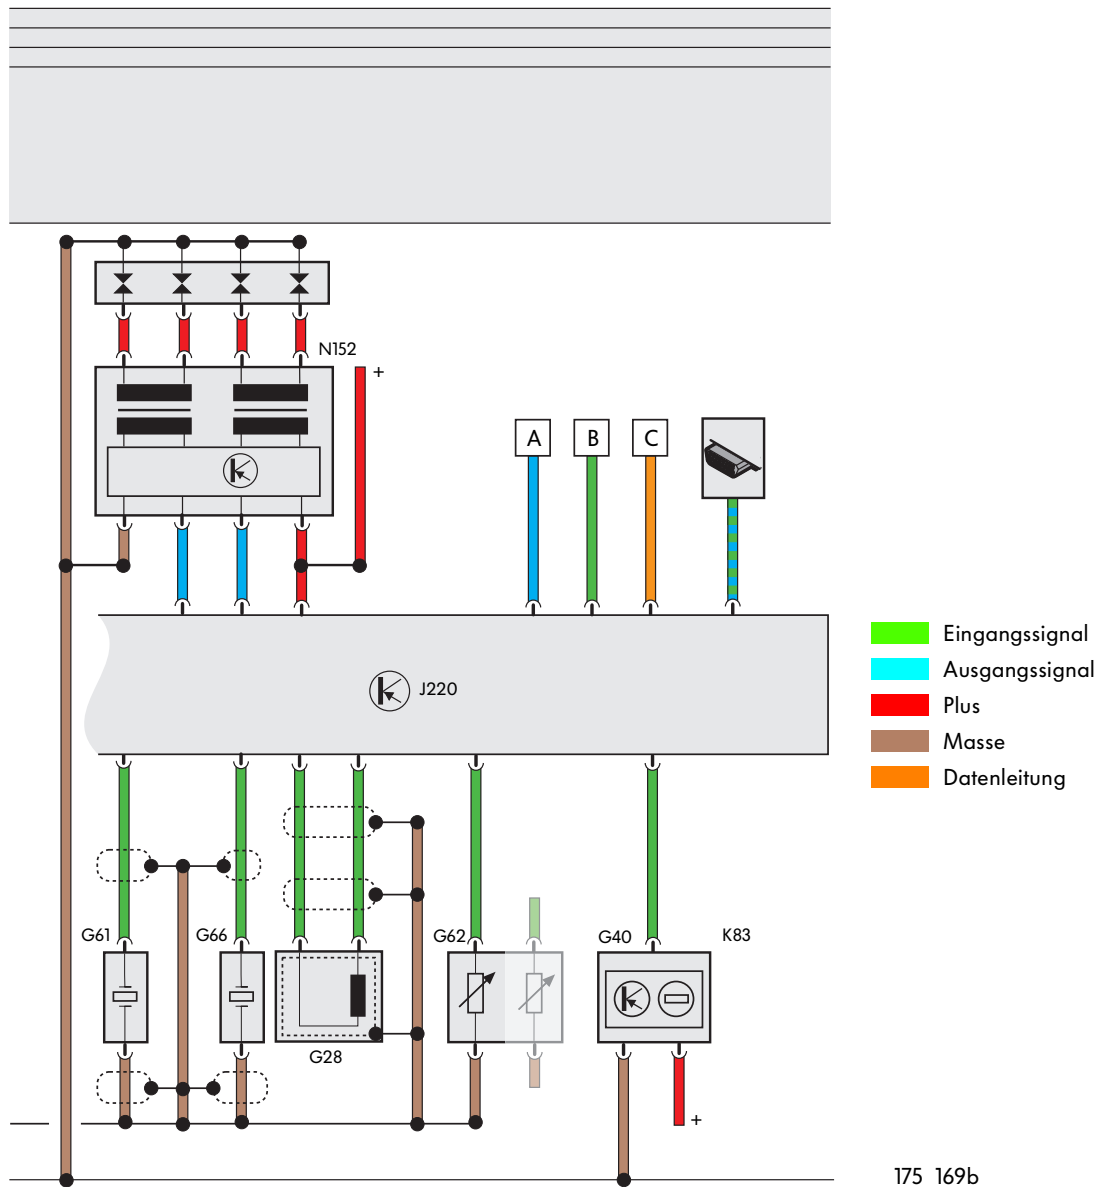 N152
+
A
B
C
J220
Eingangssignal
Ausgangssignal
Plus
Masse
Datenleitung
G61
G66
G62
G40
K83
G28
+
175 169b